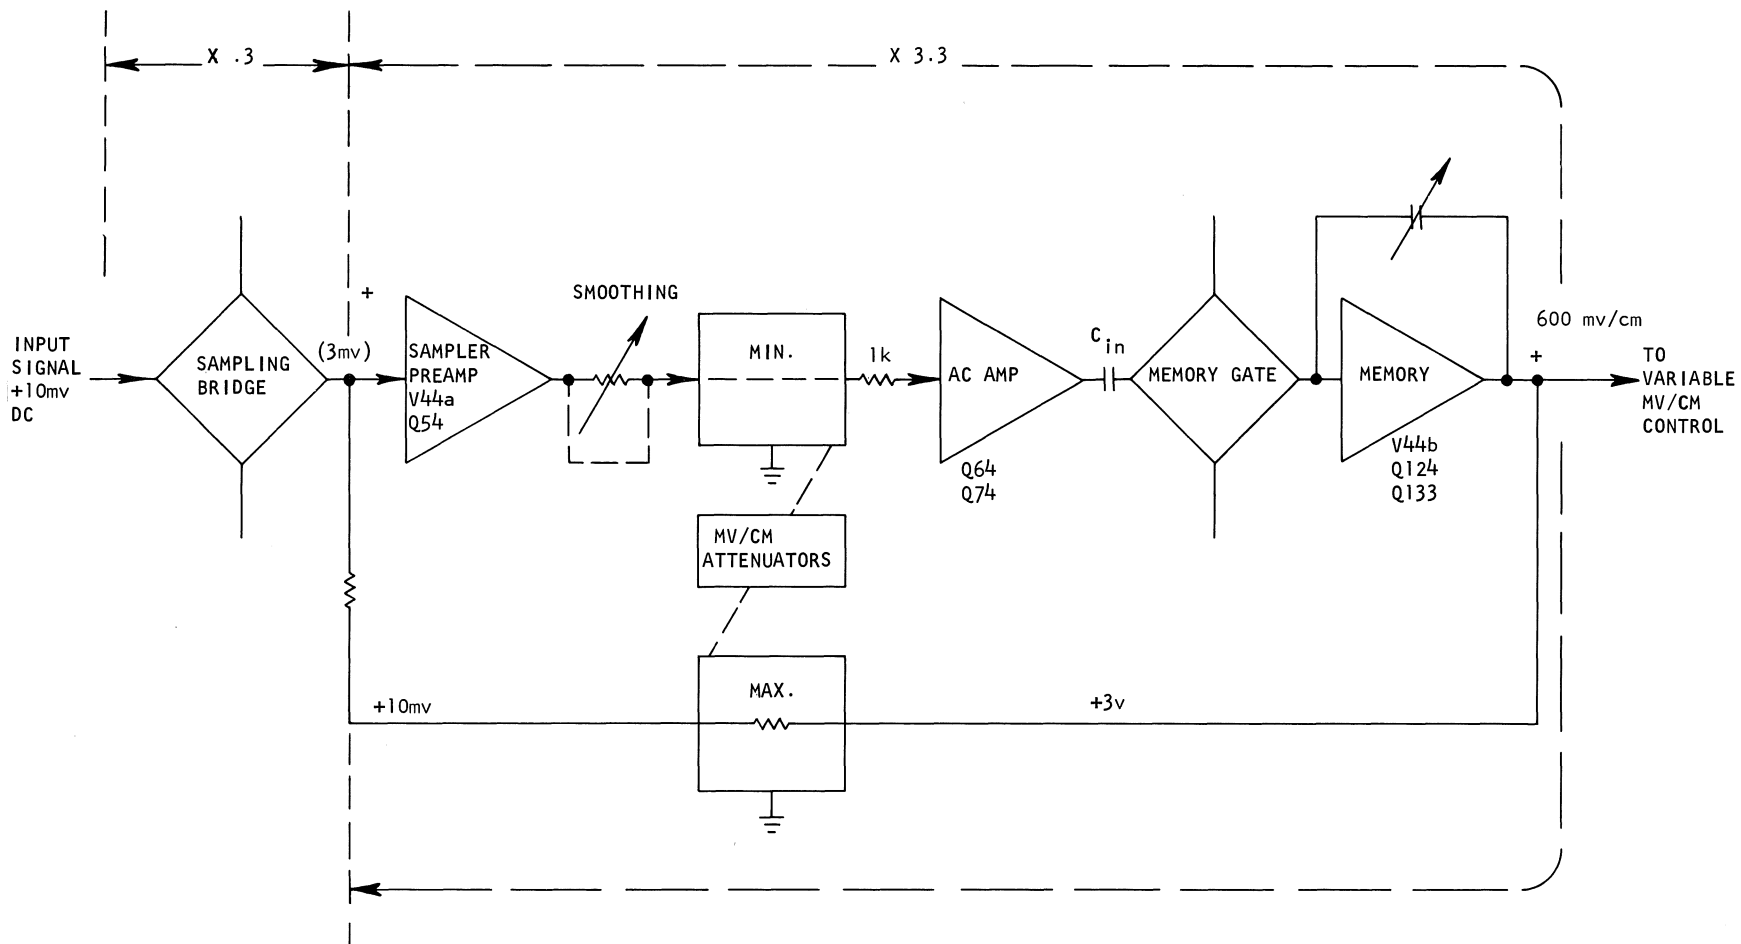 X .3
X 3.3
INPUT
SIGNAL
+10mv
DC
SAMPLING
BRIDGE
+
(3mv)
SAMPLER
PREAMP
V44a
Q54
SMOOTHING
MIN.
1k
AC AMP
Q64
Q74
Cin
MEMORY GATE
MEMORY
V44b
Q124
Q133
600 mv/cm
+
TO
VARIABLE
MV/CM
CONTROL
MV/CM
ATTENUATORS
MAX.
+10mv
+3v